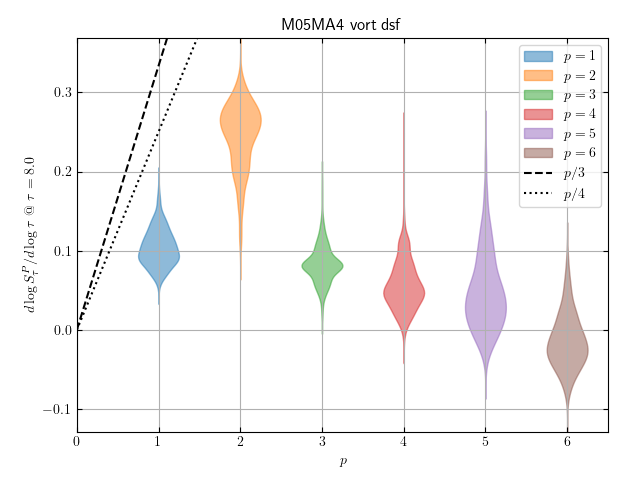 M05MA4 vort dsf
d log S_τ^P / d log τ @ τ = 8.0
0.3
0.2
0.1
0.0
−0.1
0 1 2 3 4 5 6
p
p = 1
p = 2
p = 3
p = 4
p = 5
p = 6
p/3
p/4